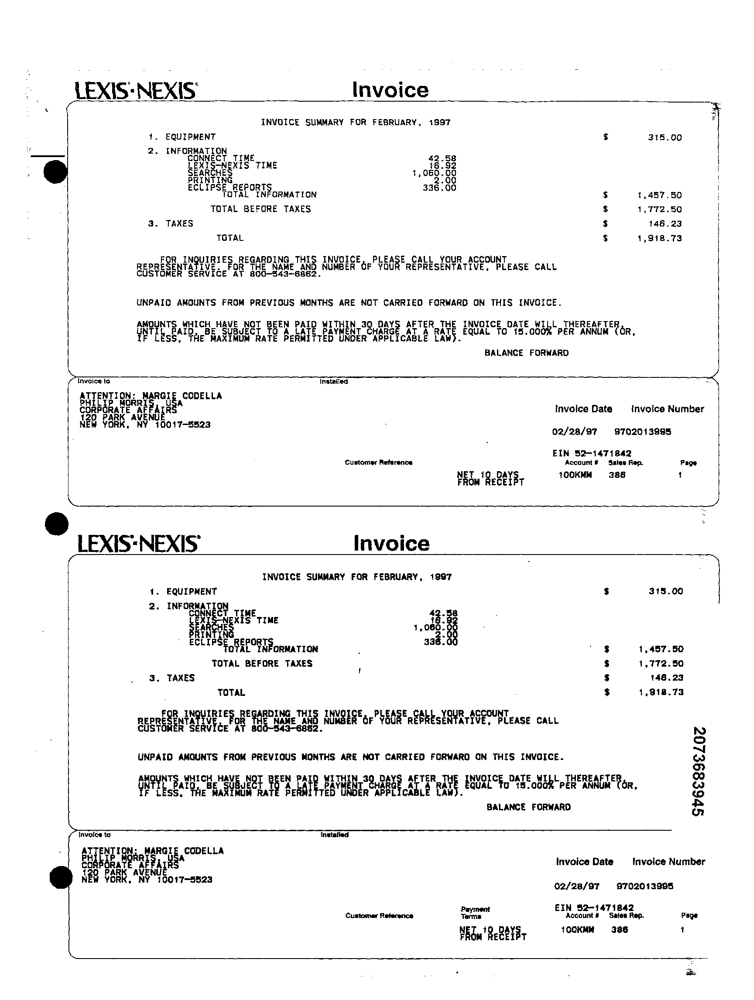 LEXIS·NEXIS® Invoice
INVOICE SUMMARY FOR FEBRUARY, 1997
1. EQUIPMENT $ 315.00
2. INFORMATION
CONNECT TIME 42.58
LEXIS-NEXIS TIME 16.92
SEARCHES 1,060.00
PRINTING 2.00
ECLIPSE REPORTS 336.00
TOTAL INFORMATION $ 1,457.50
TOTAL BEFORE TAXES $ 1,772.50
3. TAXES $ 146.23
TOTAL $ 1,918.73
FOR INQUIRIES REGARDING THIS INVOICE, PLEASE CALL YOUR ACCOUNT
REPRESENTATIVE. FOR THE NAME AND NUMBER OF YOUR REPRESENTATIVE, PLEASE CALL
CUSTOMER SERVICE AT 800-543-6862.
UNPAID AMOUNTS FROM PREVIOUS MONTHS ARE NOT CARRIED FORWARD ON THIS INVOICE.
AMOUNTS WHICH HAVE NOT BEEN PAID WITHIN 30 DAYS AFTER THE INVOICE DATE WILL THEREAFTER,
UNTIL PAID, BE SUBJECT TO A LATE PAYMENT CHARGE AT A RATE EQUAL TO 15.000% PER ANNUM (OR,
IF LESS, THE MAXIMUM RATE PERMITTED UNDER APPLICABLE LAW).
BALANCE FORWARD
Invoice to Installed
ATTENTION: MARGIE CODELLA
PHILIP MORRIS, USA
CORPORATE AFFAIRS
120 PARK AVENUE
NEW YORK, NY 10017-5523
Invoice Date Invoice Number
02/28/97 9702013995
EIN 52-1471842
Customer Reference Account # Sales Rep. Page
NET 10 DAYS 100KMM 386 1
FROM RECEIPT
LEXIS·NEXIS® Invoice
INVOICE SUMMARY FOR FEBRUARY, 1997
1. EQUIPMENT $ 315.00
2. INFORMATION
CONNECT TIME 42.58
LEXIS-NEXIS TIME 16.92
SEARCHES 1,060.00
PRINTING 2.00
ECLIPSE REPORTS 336.00
TOTAL INFORMATION $ 1,457.50
TOTAL BEFORE TAXES $ 1,772.50
3. TAXES $ 146.23
TOTAL $ 1,918.73
FOR INQUIRIES REGARDING THIS INVOICE, PLEASE CALL YOUR ACCOUNT
REPRESENTATIVE. FOR THE NAME AND NUMBER OF YOUR REPRESENTATIVE, PLEASE CALL
CUSTOMER SERVICE AT 800-543-6862.
UNPAID AMOUNTS FROM PREVIOUS MONTHS ARE NOT CARRIED FORWARD ON THIS INVOICE.
AMOUNTS WHICH HAVE NOT BEEN PAID WITHIN 30 DAYS AFTER THE INVOICE DATE WILL THEREAFTER,
UNTIL PAID, BE SUBJECT TO A LATE PAYMENT CHARGE AT A RATE EQUAL TO 15.000% PER ANNUM (OR,
IF LESS, THE MAXIMUM RATE PERMITTED UNDER APPLICABLE LAW).
BALANCE FORWARD
2073683945
Invoice to Installed
ATTENTION: MARGIE CODELLA
PHILIP MORRIS, USA
CORPORATE AFFAIRS
120 PARK AVENUE
NEW YORK, NY 10017-5523
Invoice Date Invoice Number
02/28/97 9702013995
EIN 52-1471842
Customer Reference Payment Terms Account # Sales Rep. Page
NET 10 DAYS 100KMM 386 1
FROM RECEIPT